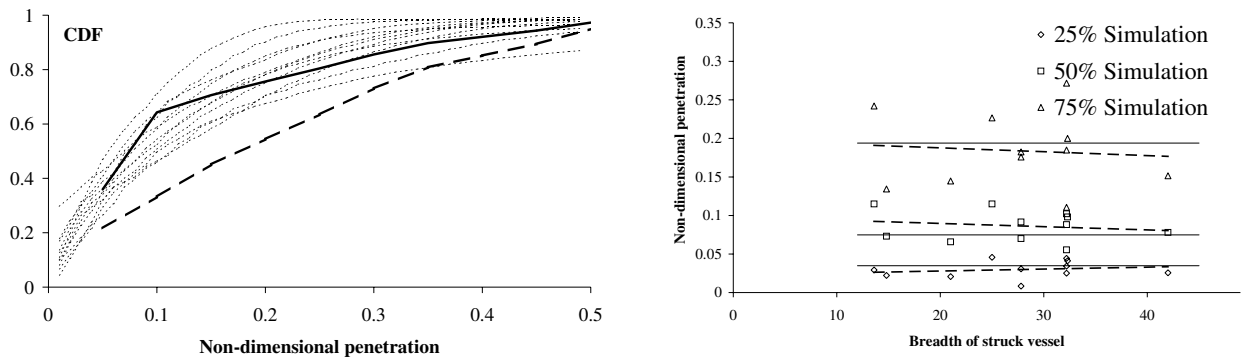 CDF
1
0.8
0.6
0.4
0.2
0
0 0.1 0.2 0.3 0.4 0.5
Non-dimensional penetration
0.35
0.3
0.25
0.2
0.15
0.1
0.05
0
0 10 20 30 40
Non-dimensional penetration
Breadth of struck vessel
25% Simulation
50% Simulation
75% Simulation